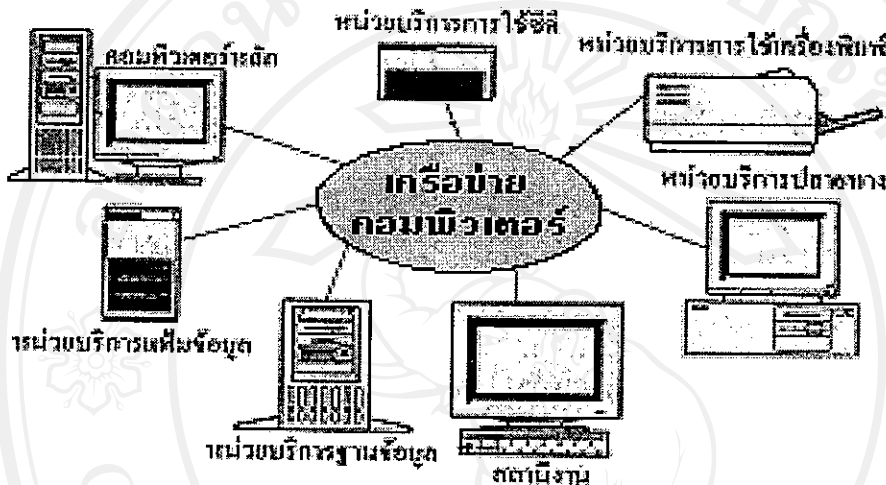 หน่วยบริการการใช้ซีดี
คอมพิวเตอร์
หน่วยบริการการใช้เครื่องพิมพ์
เครือข่าย
คอมพิวเตอร์
หน่วยบริการปลายทาง
หน่วยบริการแฟ้มข้อมูล
หน่วยบริการฐานข้อมูล
สถานีงาน